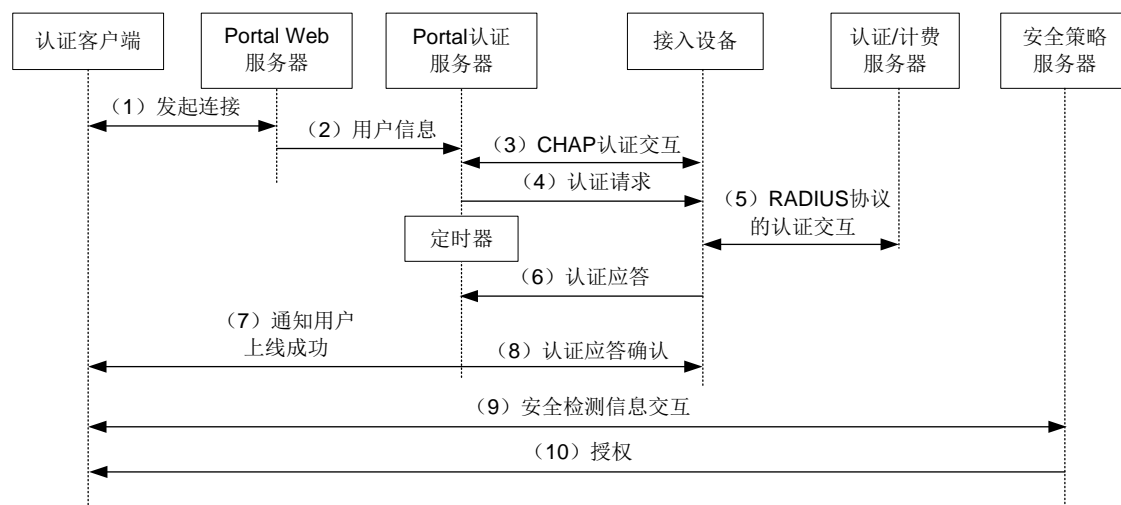 认证客户端
Portal Web
服务器
Portal认证
服务器
接入设备
认证/计费
服务器
安全策略
服务器
（1）发起连接
（2）用户信息
（3）CHAP认证交互
（4）认证请求
（5）RADIUS协议
的认证交互
定时器
（6）认证应答
（7）通知用户
上线成功
（8）认证应答确认
（9）安全检测信息交互
（10）授权